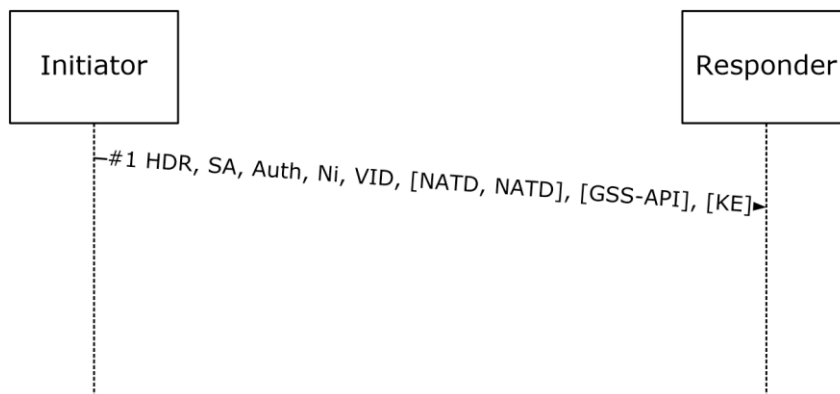 Initiator
Responder
#1 HDR, SA, Auth, Ni, VID, [NATD, NATD], [GSS-API], [KE]